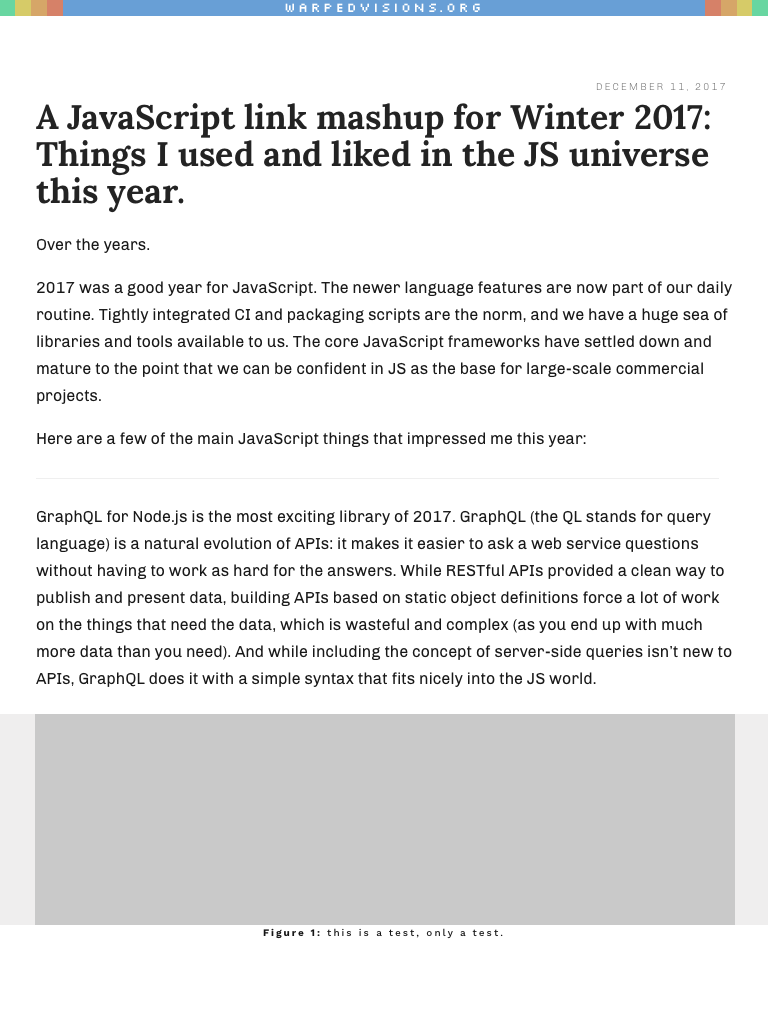 WARPEDVISIONS.ORG
DECEMBER 11, 2017
A JavaScript link mashup for Winter 2017:
Things I used and liked in the JS universe
this year.
Over the years.
2017 was a good year for JavaScript. The newer language features are now part of our daily
routine. Tightly integrated CI and packaging scripts are the norm, and we have a huge sea of
libraries and tools available to us. The core JavaScript frameworks have settled down and
mature to the point that we can be confident in JS as the base for large-scale commercial
projects.
Here are a few of the main JavaScript things that impressed me this year:
GraphQL for Node.js is the most exciting library of 2017. GraphQL (the QL stands for query
language) is a natural evolution of APIs: it makes it easier to ask a web service questions
without having to work as hard for the answers. While RESTful APIs provided a clean way to
publish and present data, building APIs based on static object definitions force a lot of work
on the things that need the data, which is wasteful and complex (as you end up with much
more data than you need). And while including the concept of server-side queries isn't new to
APIs, GraphQL does it with a simple syntax that fits nicely into the JS world.
Figure 1: this is a test, only a test.